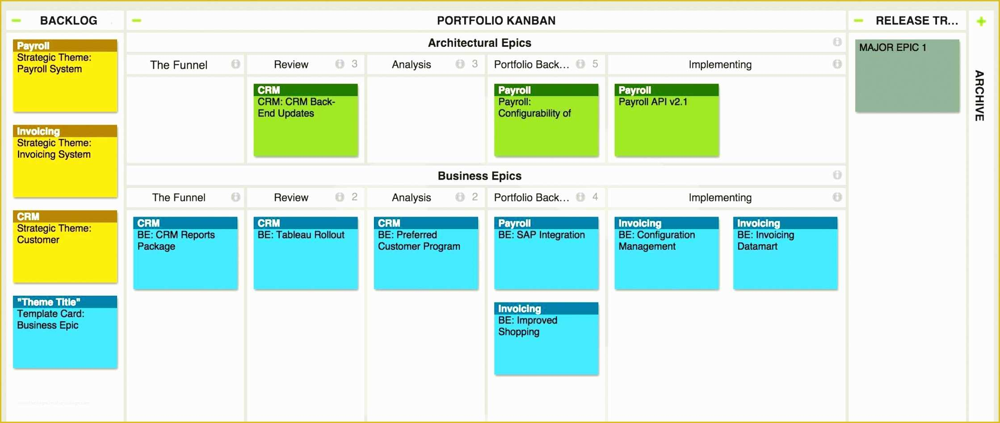 BACKLOG
PORTFOLIO KANBAN
RELEASE TR...
ARCHIVE
Payroll
Strategic Theme:
Payroll System
Invoicing
Strategic Theme:
Invoicing System
CRM
Strategic Theme:
Customer
"Theme Title"
Template Card:
Business Epic
Architectural Epics
The Funnel
Review 3
Analysis 3
Portfolio Back... 5
Implementing
CRM
CRM: CRM Back-
End Updates
Payroll
Payroll:
Configurability of
Payroll
Payroll API v2.1
Business Epics
The Funnel
Review 2
Analysis 2
Portfolio Back... 4
Implementing
CRM
BE: CRM Reports
Package
CRM
BE: Tableau Rollout
CRM
BE: Preferred
Customer Program
Payroll
BE: SAP Integration
Invoicing
BE: Improved
Shopping
Invoicing
BE: Configuration
Management
Invoicing
BE: Invoicing
Datamart
MAJOR EPIC 1